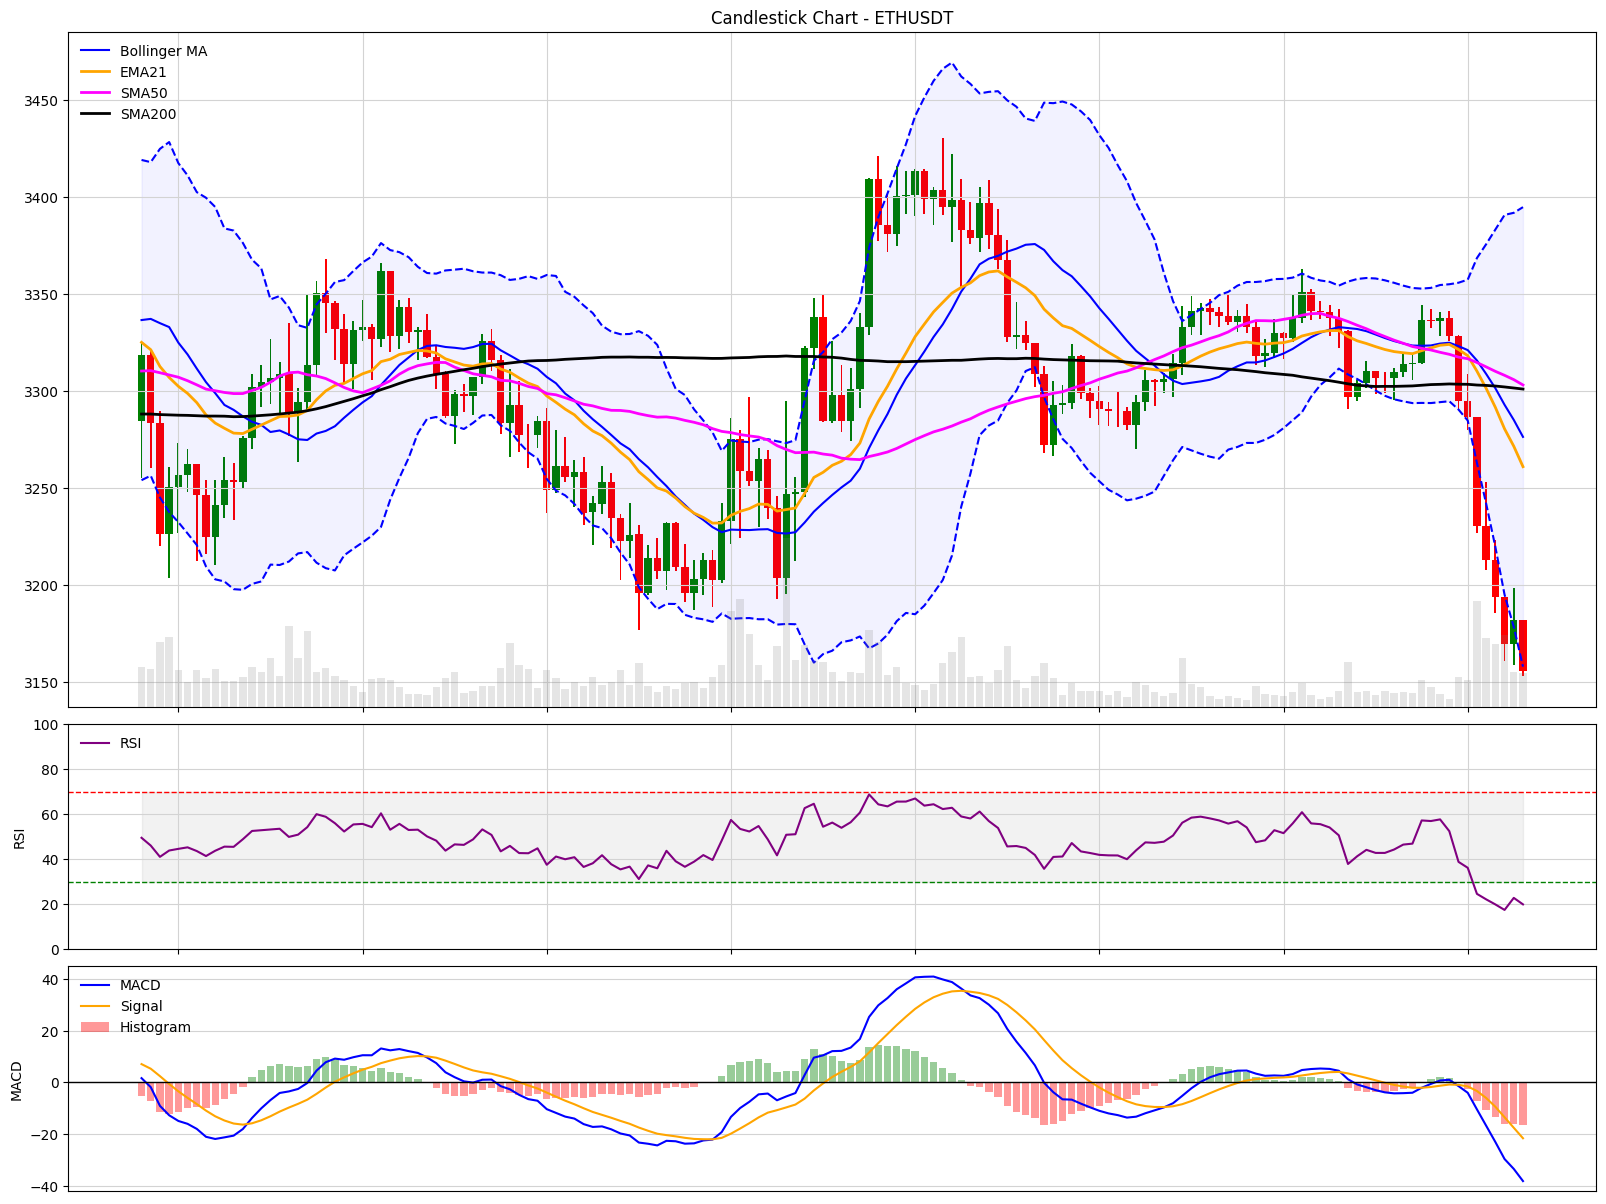 Candlestick Chart - ETHUSDT
Bollinger MA
EMA21
SMA50
SMA200
3450
3400
3350
3300
3250
3200
3150
RSI
100
80
60
40
20
0
RSI
MACD
Signal
Histogram
40
20
0
−20
−40
MACD